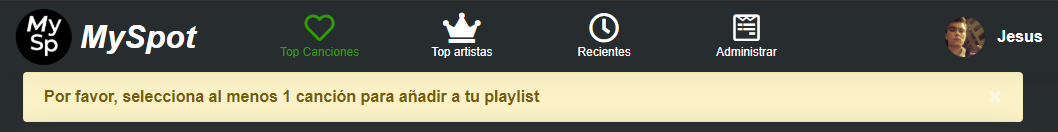 My
Sp
MySpot
Top Canciones
Top artistas
Recientes
Administrar
Jesus
Por favor, selecciona al menos 1 canción para añadir a tu playlist
×